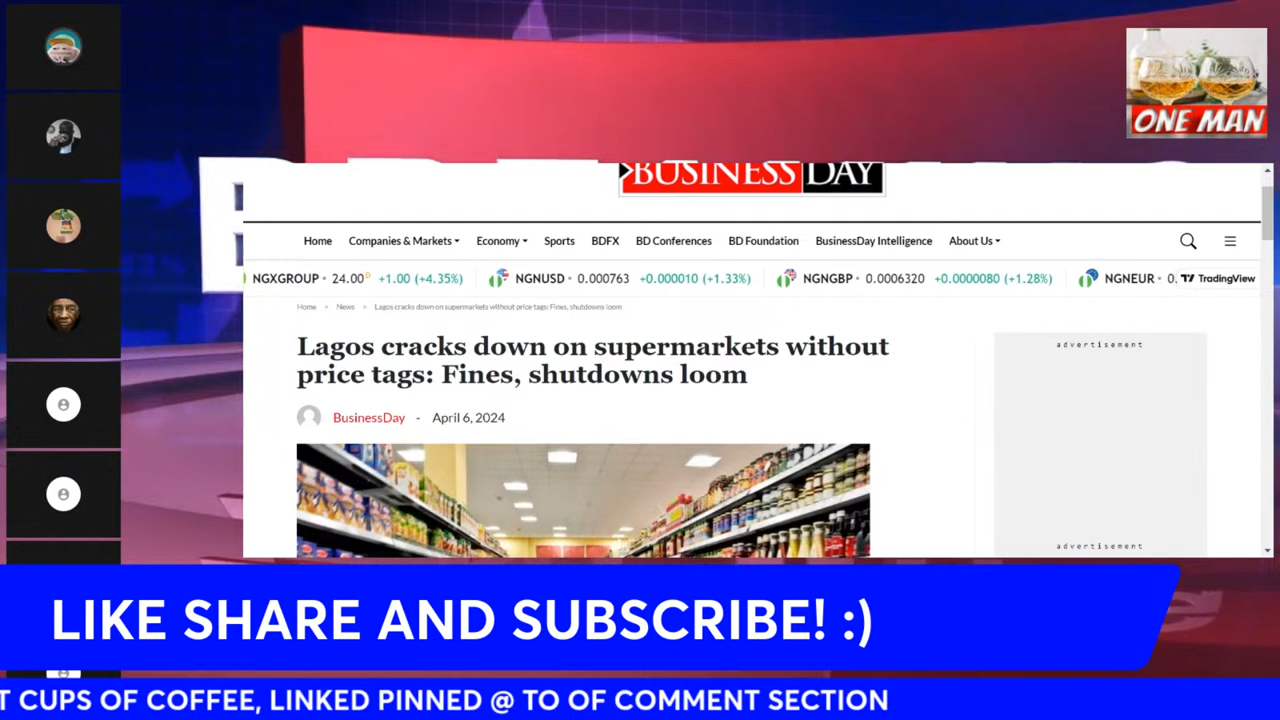 ONE MAN
BUSINESS DAY
Home Companies & Markets Economy Sports BDFX BD Conferences BD Foundation BusinessDay Intelligence About Us
NGXGROUP • 24.00 D +1.00 (+4.35%) NGNUSD • 0.000763 +0.000010 (+1.33%) NGNGBP • 0.0006320 +0.0000080 (+1.28%) NGNEUR • 0. TradingView
Home > News > Lagos cracks down on supermarkets without price tags: Fines, shutdowns loom
Lagos cracks down on supermarkets without
price tags: Fines, shutdowns loom
BusinessDay - April 6, 2024
advertisement
advertisement
LIKE SHARE AND SUBSCRIBE! :)
T CUPS OF COFFEE, LINKED PINNED @ TO OF COMMENT SECTION